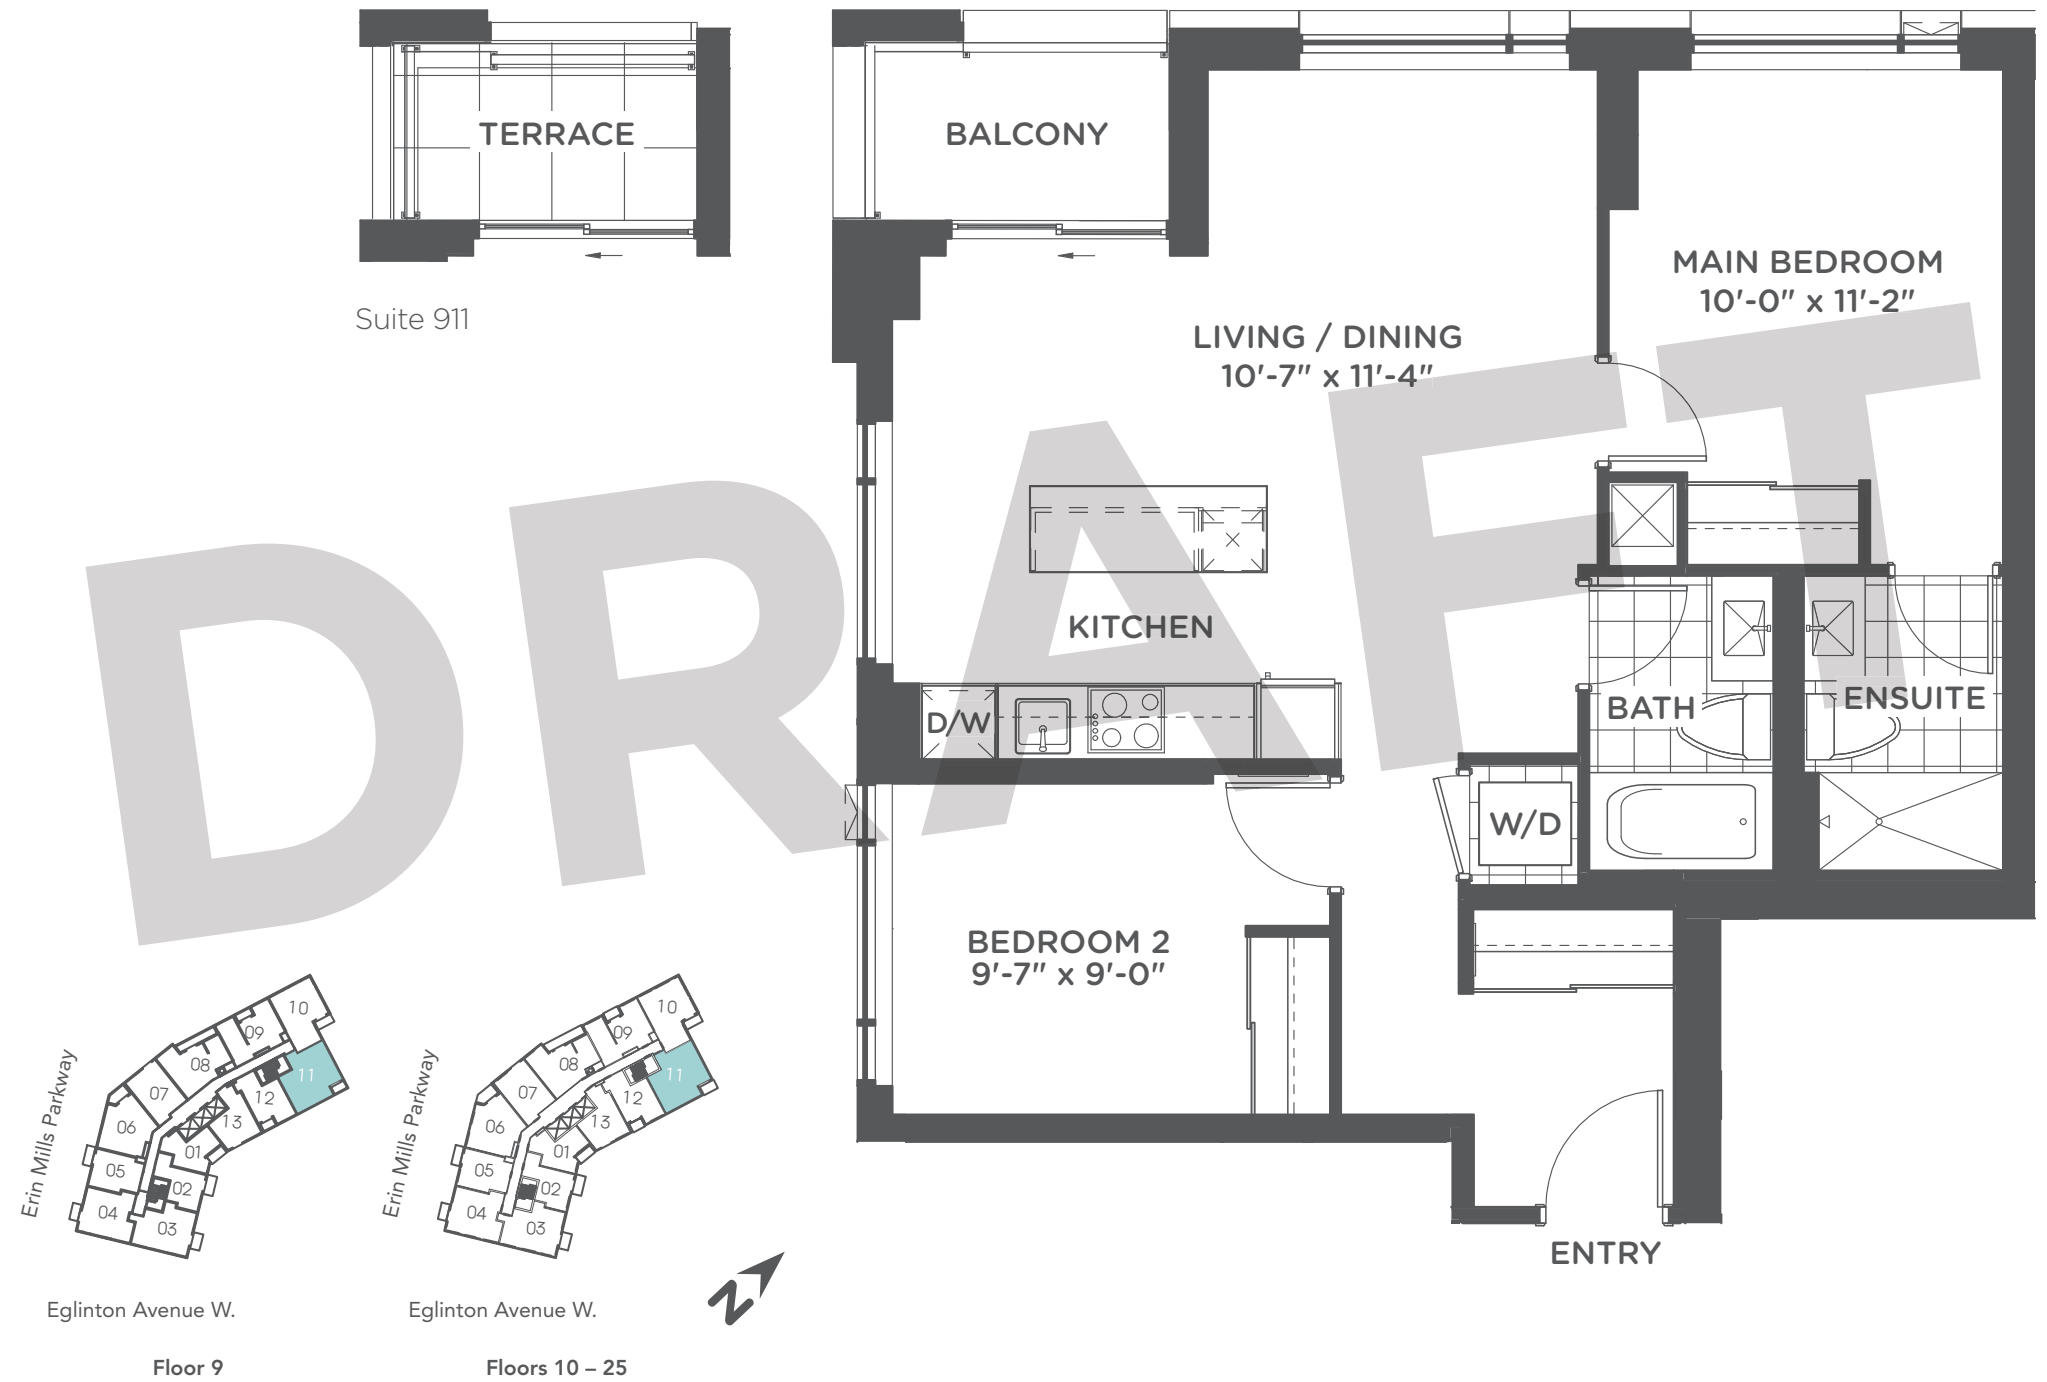 TERRACE
Suite 911
BALCONY
MAIN BEDROOM
10'-0" x 11'-2"
LIVING / DINING
10'-7" x 11'-4"
DRAFT
KITCHEN
D/W
BATH
ENSUITE
W/D
BEDROOM 2
9'-7" x 9'-0"
ENTRY
Erin Mills Parkway
10
09
08
11
07
12
13
06
01
05
02
04
03
Eglinton Avenue W.
Floor 9
Erin Mills Parkway
10
09
08
11
07
12
13
06
01
05
02
04
03
Eglinton Avenue W.
Floors 10 – 25
N